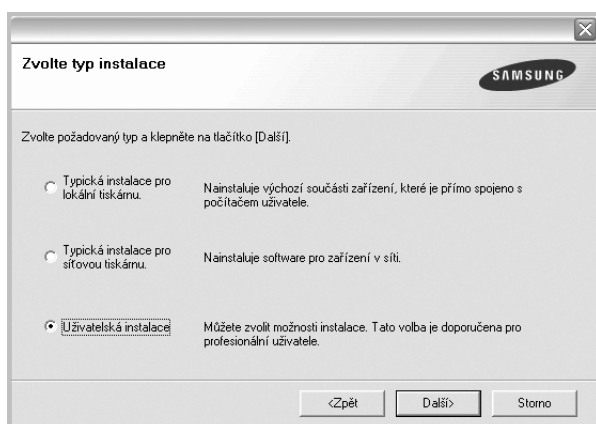 Zvolte typ instalace
SAMSUNG
Zvolte požadovaný typ a klepněte na tlačítko [Další].
Typická instalace pro
lokální tiskárnu.
Nainstaluje výchozí součásti zařízení, které je přímo spojeno s
počítačem uživatele.
Typická instalace pro
síťovou tiskárnu.
Nainstaluje software pro zařízení v síti.
Uživatelská instalace
Můžete zvolit možnosti instalace. Tato volba je doporučena pro
profesionální uživatele.
<Zpět
Další>
Storno